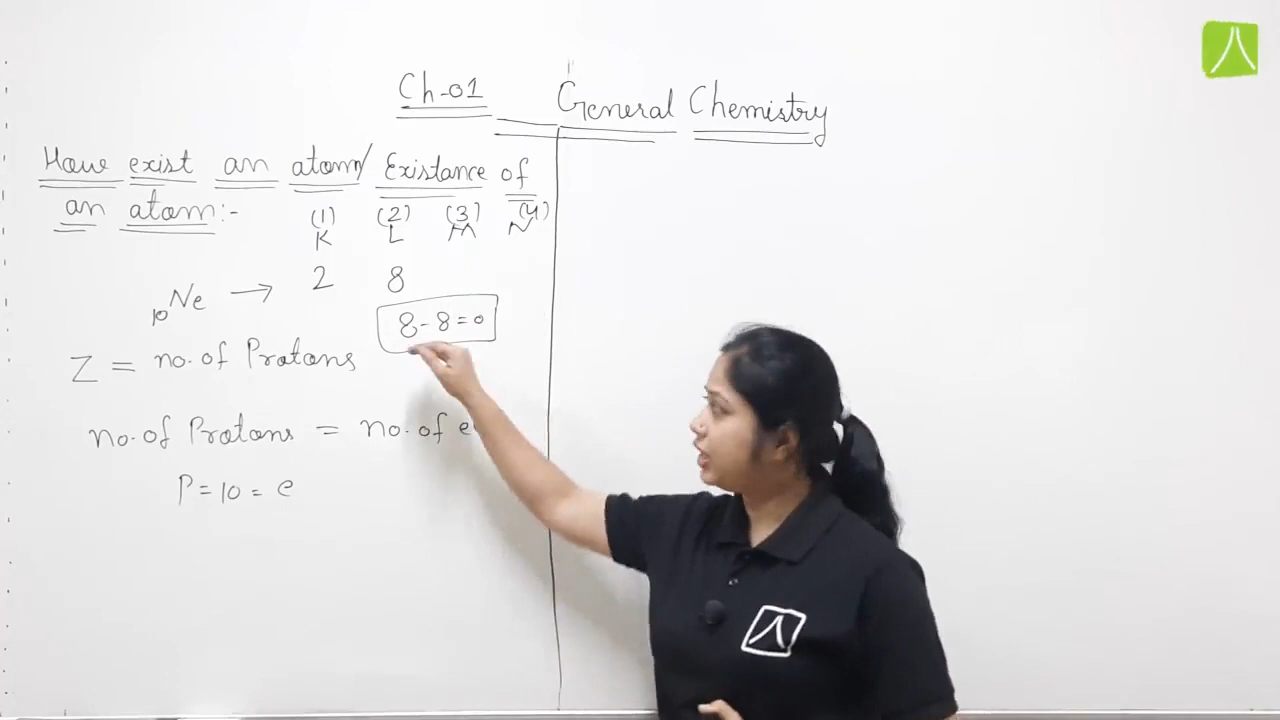 Ch-01 General Chemistry
How exist an atom/ Existance of
an atom:-
(1) (2) (3) (4)
K L M N
10Ne → 2 8
8-8=0
Z = no. of Protons
no. of Protons = no. of e
P=10=e